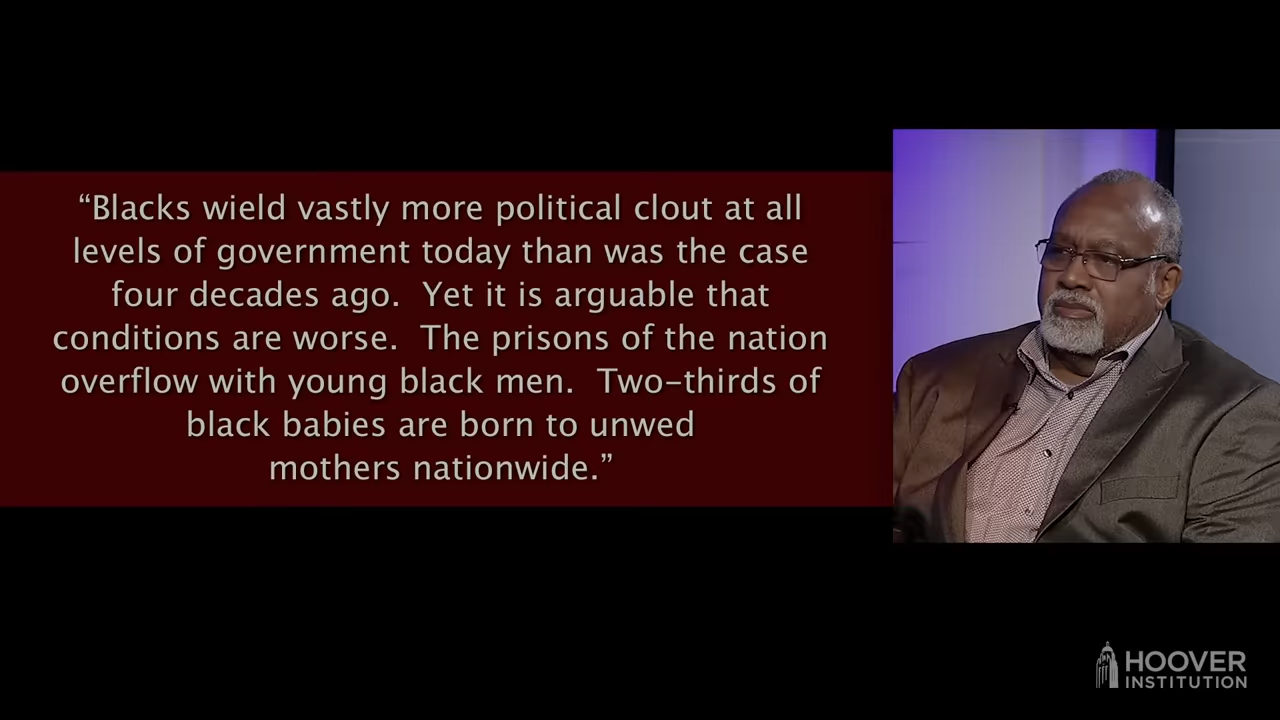 “Blacks wield vastly more political clout at all
levels of government today than was the case
four decades ago.  Yet it is arguable that
conditions are worse.  The prisons of the nation
overflow with young black men.  Two-thirds of
black babies are born to unwed
mothers nationwide.”
HOOVER
INSTITUTION